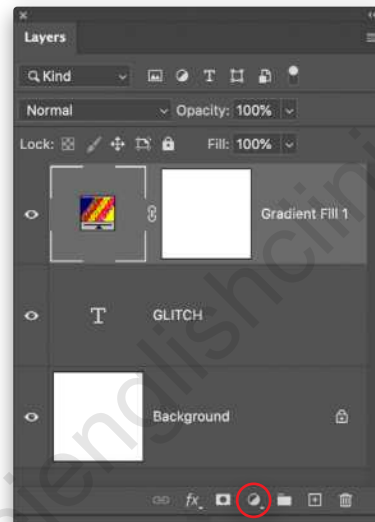 Layers
Kind
Normal Opacity: 100%
Lock: Fill: 100%
Gradient Fill 1
T GLITCH
Background
fx